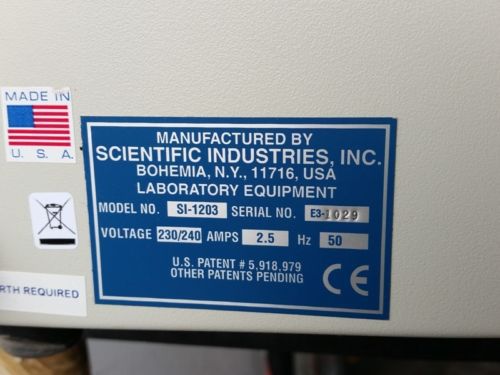 MADE IN
U. S. A.
MANUFACTURED BY
SCIENTIFIC INDUSTRIES, INC.
BOHEMIA, N.Y., 11716, USA
LABORATORY EQUIPMENT
MODEL NO. SI-1203 SERIAL NO. E3-1029
VOLTAGE 230/240 AMPS 2.5 Hz 50
U.S. PATENT # 5,918,979
OTHER PATENTS PENDING
CE
RTH REQUIRED